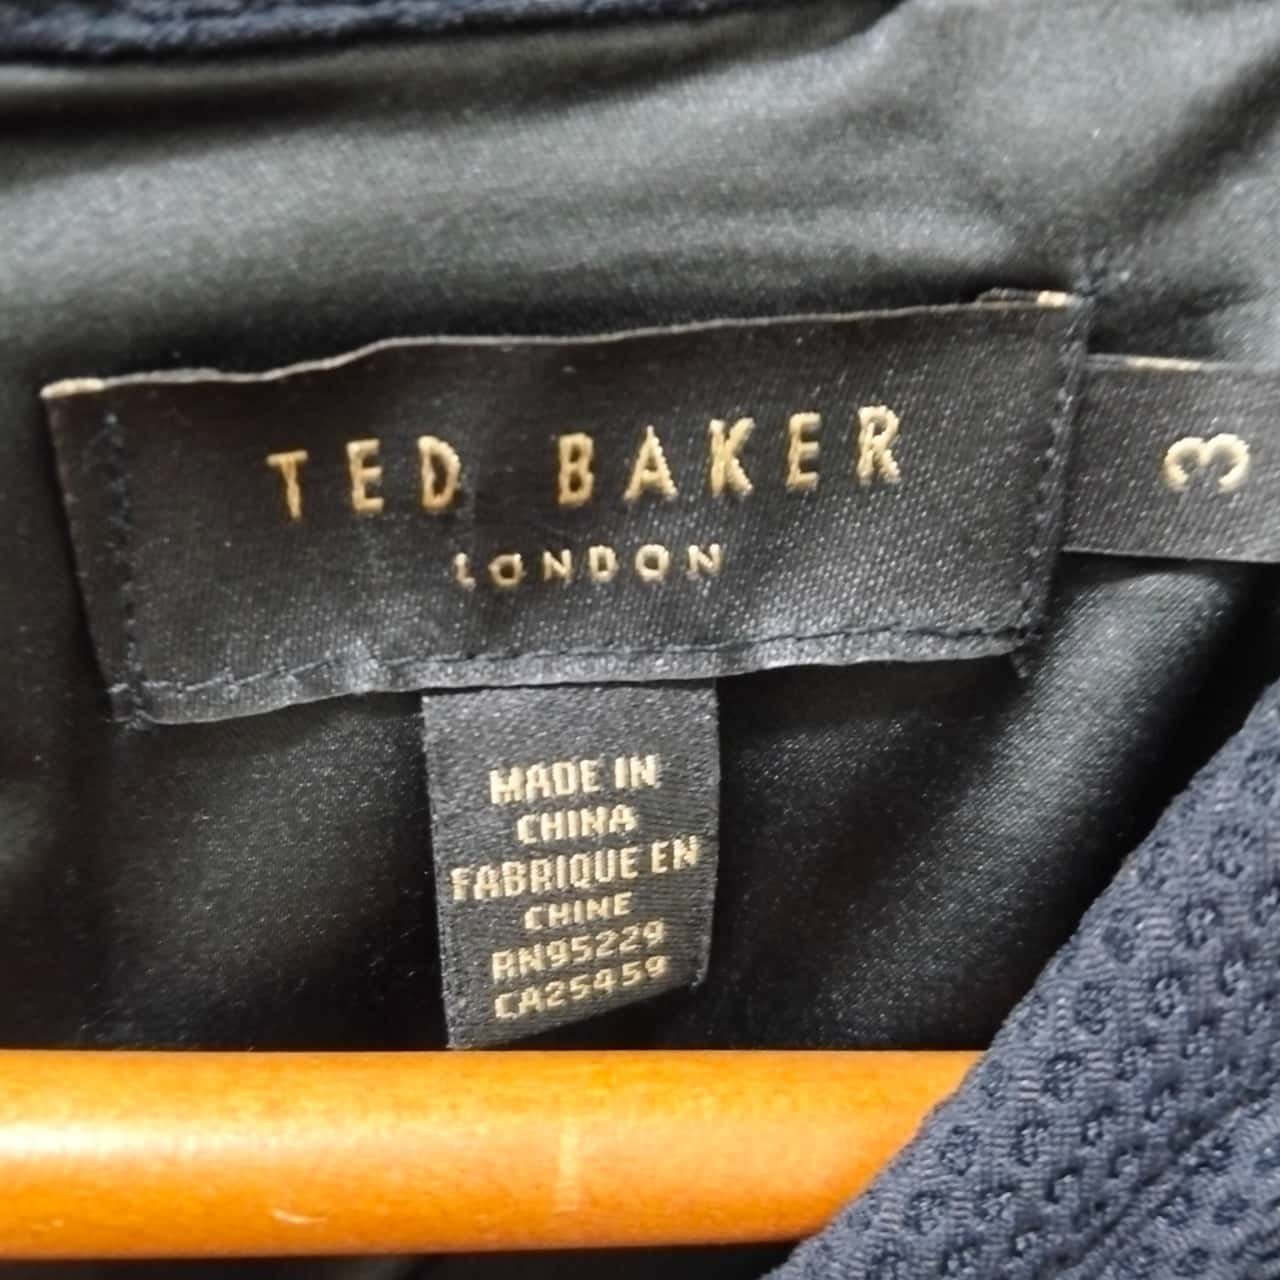 TED BAKER
LONDON
3
MADE IN
CHINA
FABRIQUE EN
CHINE
RN95229
CA25459